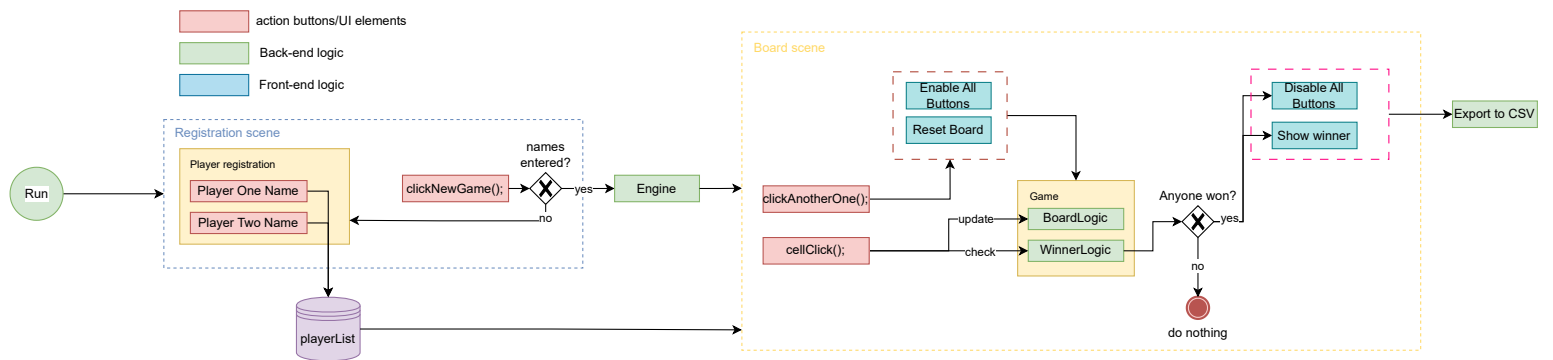 action buttons/UI elements
Back-end logic
Front-end logic
Run
Registration scene
Player registration
Player One Name
Player Two Name
clickNewGame();
names
entered?
yes
no
Engine
playerList
Board scene
Enable All
Buttons
Reset Board
clickAnotherOne();
cellClick();
update
check
Game
BoardLogic
WinnerLogic
Anyone won?
yes
no
do nothing
Disable All
Buttons
Show winner
Export to CSV